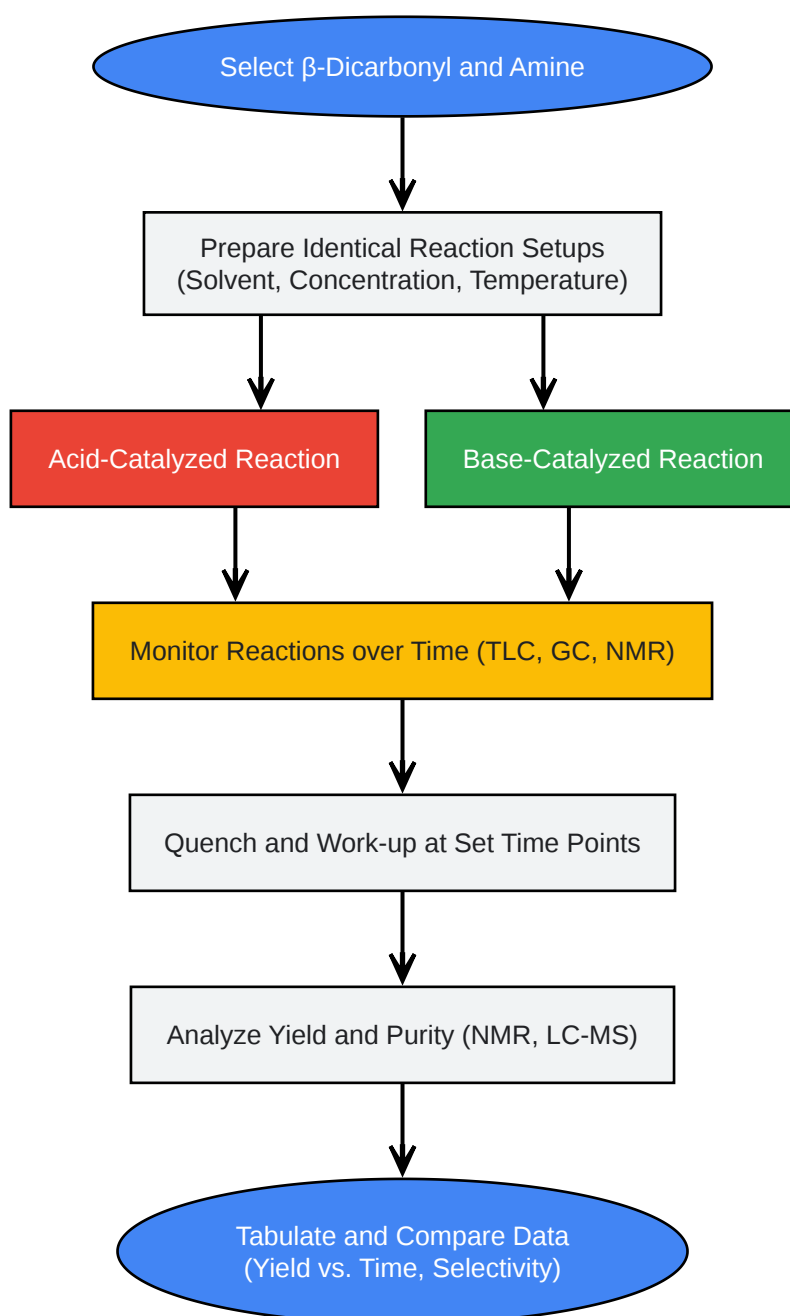 Select β-Dicarbonyl and Amine
Prepare Identical Reaction Setups
(Solvent, Concentration, Temperature)
Acid-Catalyzed Reaction
Base-Catalyzed Reaction
Monitor Reactions over Time (TLC, GC, NMR)
Quench and Work-up at Set Time Points
Analyze Yield and Purity (NMR, LC-MS)
Tabulate and Compare Data
(Yield vs. Time, Selectivity)